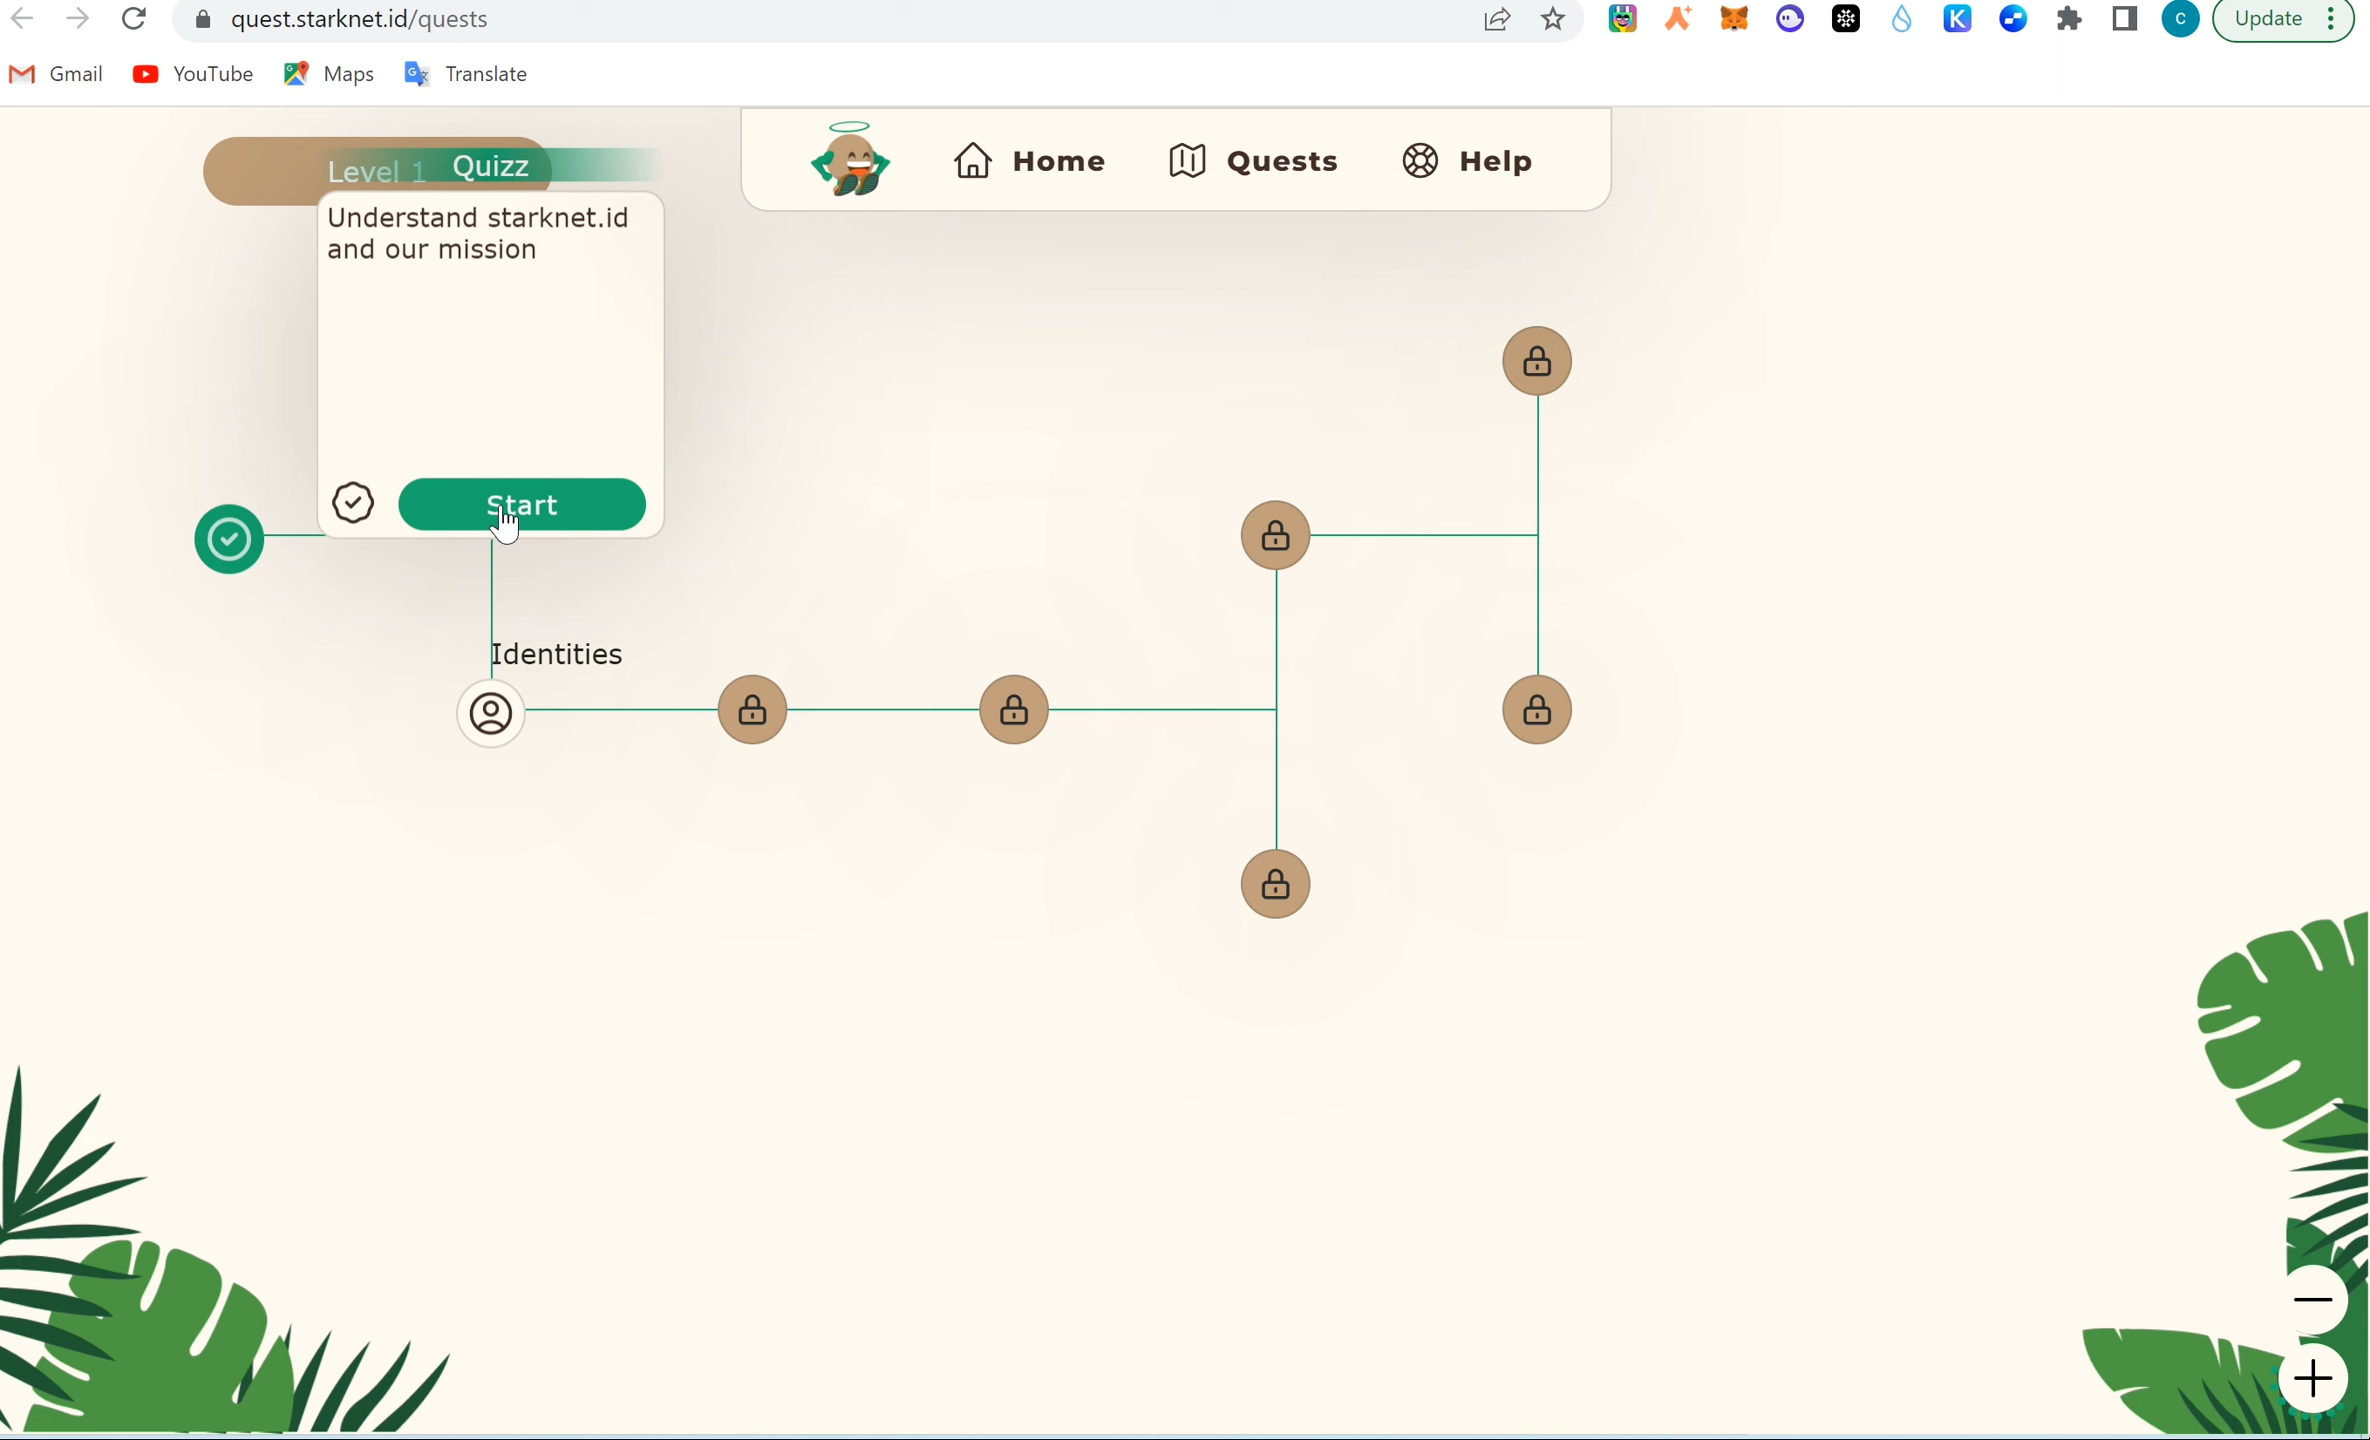 quest.starknet.id/quests
Update
Gmail
YouTube
Maps
Translate
Level 1
Quizz
Home
Quests
Help
Understand starknet.id
and our mission
Start
Identities